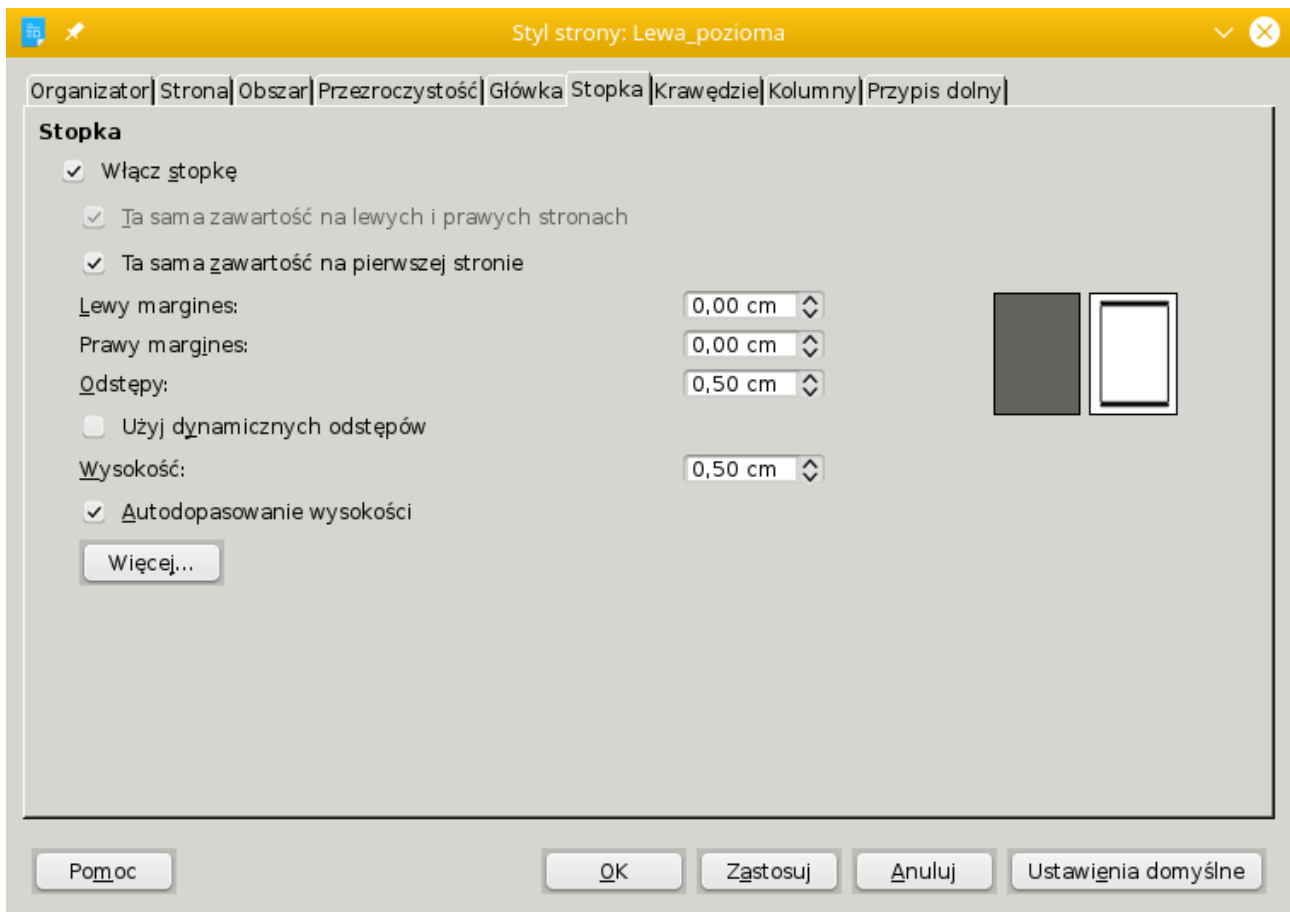 Styl strony: Lewa_pozioma
Organizator Strona Obszar Przezroczystość Główka Stopka Krawędzie Kolumny Przypis dolny
Stopka
Włącz stopkę
Ta sama zawartość na lewych i prawych stronach
Ta sama zawartość na pierwszej stronie
Lewy margines: 0,00 cm
Prawy margines: 0,00 cm
Odstępy: 0,50 cm
Użyj dynamicznych odstępów
Wysokość: 0,50 cm
Autodopasowanie wysokości
Więcej...
Pomoc OK Zastosuj Anuluj Ustawienia domyślne